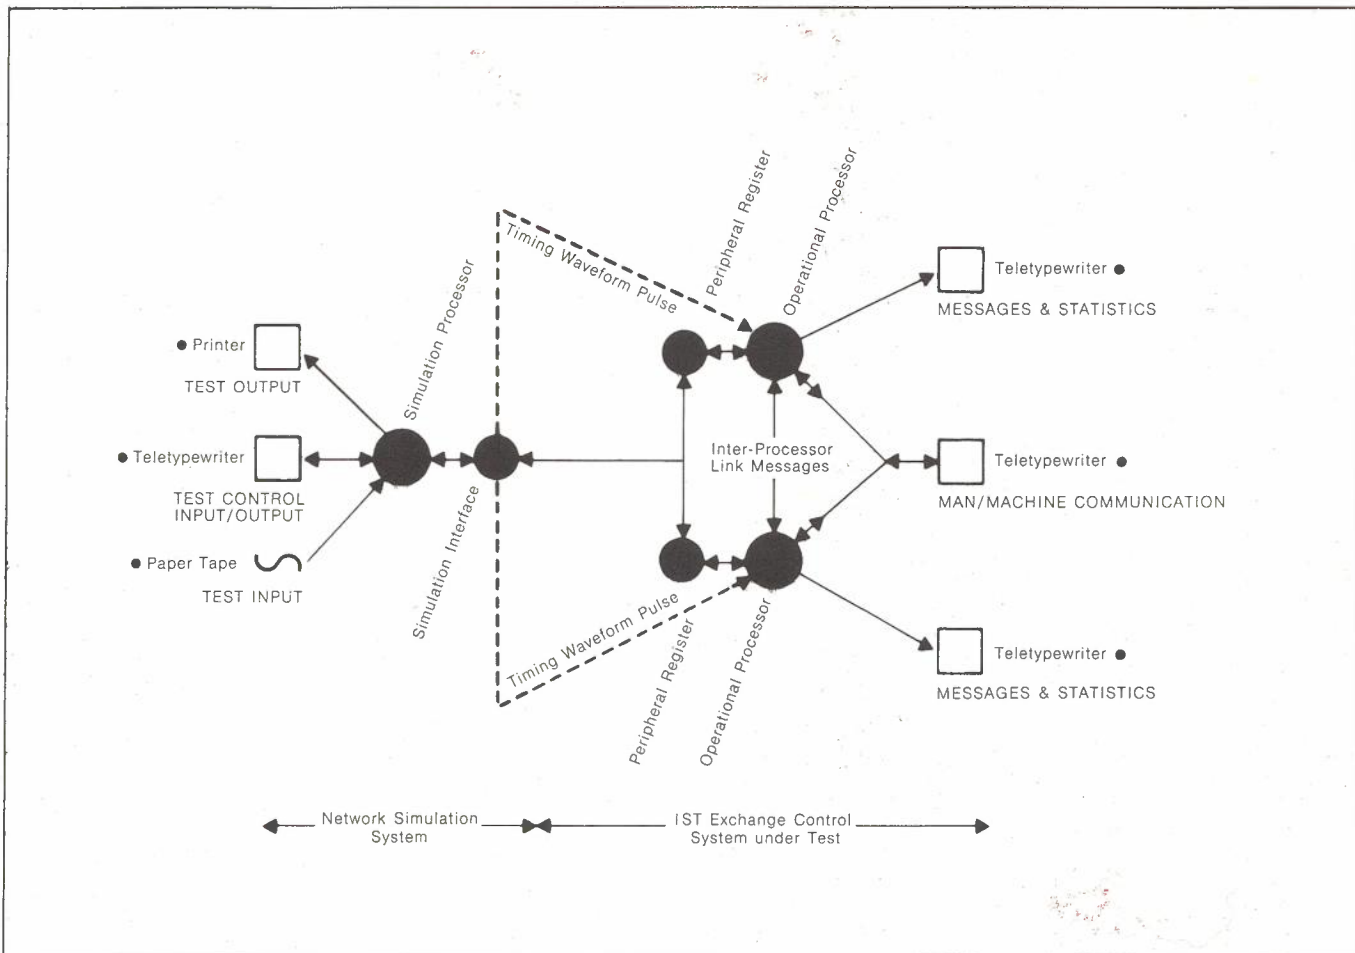 Peripheral Register
Operational Processor
Timing Waveform Pulse
Simulation Processor
Teletypewriter
MESSAGES & STATISTICS
Printer
TEST OUTPUT
Inter-Processor
Link Messages
Teletypewriter
TEST CONTROL
INPUT/OUTPUT
Teletypewriter
MAN/MACHINE COMMUNICATION
Paper Tape
TEST INPUT
Simulation Interface
Timing Waveform Pulse
Peripheral Register
Operational Processor
Teletypewriter
MESSAGES & STATISTICS
Network Simulation
System
IST Exchange Control
System under Test